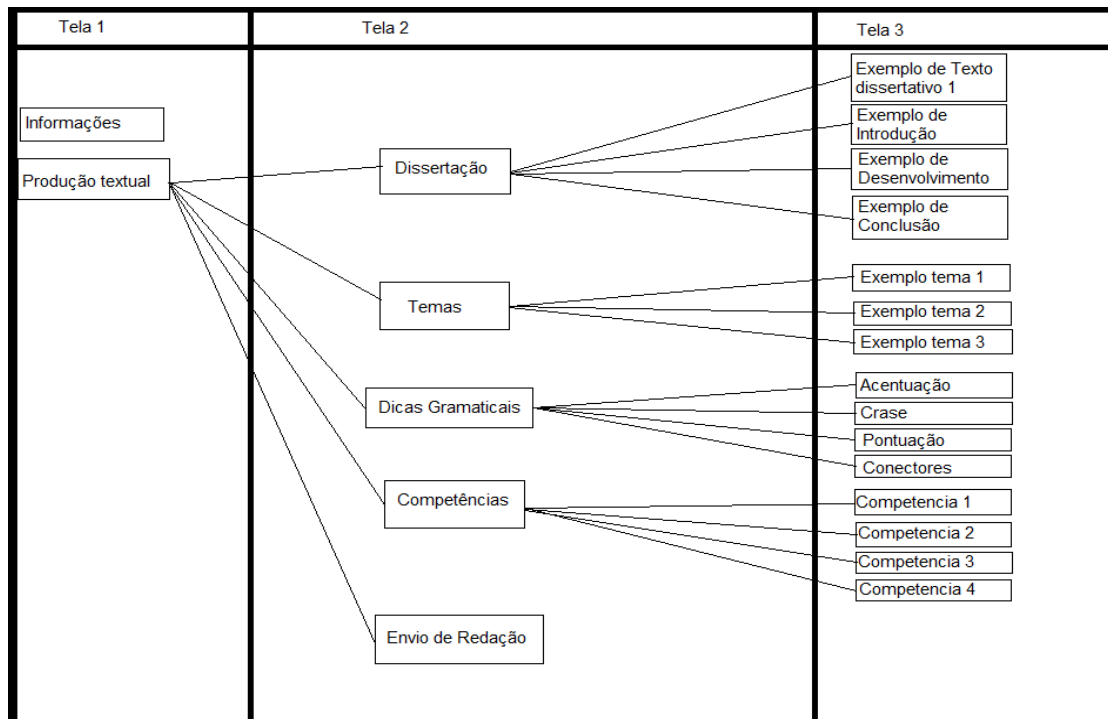 Tela 1
Tela 2
Tela 3
Informações
Produção textual
Dissertação
Temas
Dicas Gramaticais
Competências
Envio de Redação
Exemplo de Texto
dissertativo 1
Exemplo de
Introdução
Exemplo de
Desenvolvimento
Exemplo de
Conclusão
Exemplo tema 1
Exemplo tema 2
Exemplo tema 3
Acentuação
Crase
Pontuação
Conectores
Competencia 1
Competencia 2
Competencia 3
Competencia 4